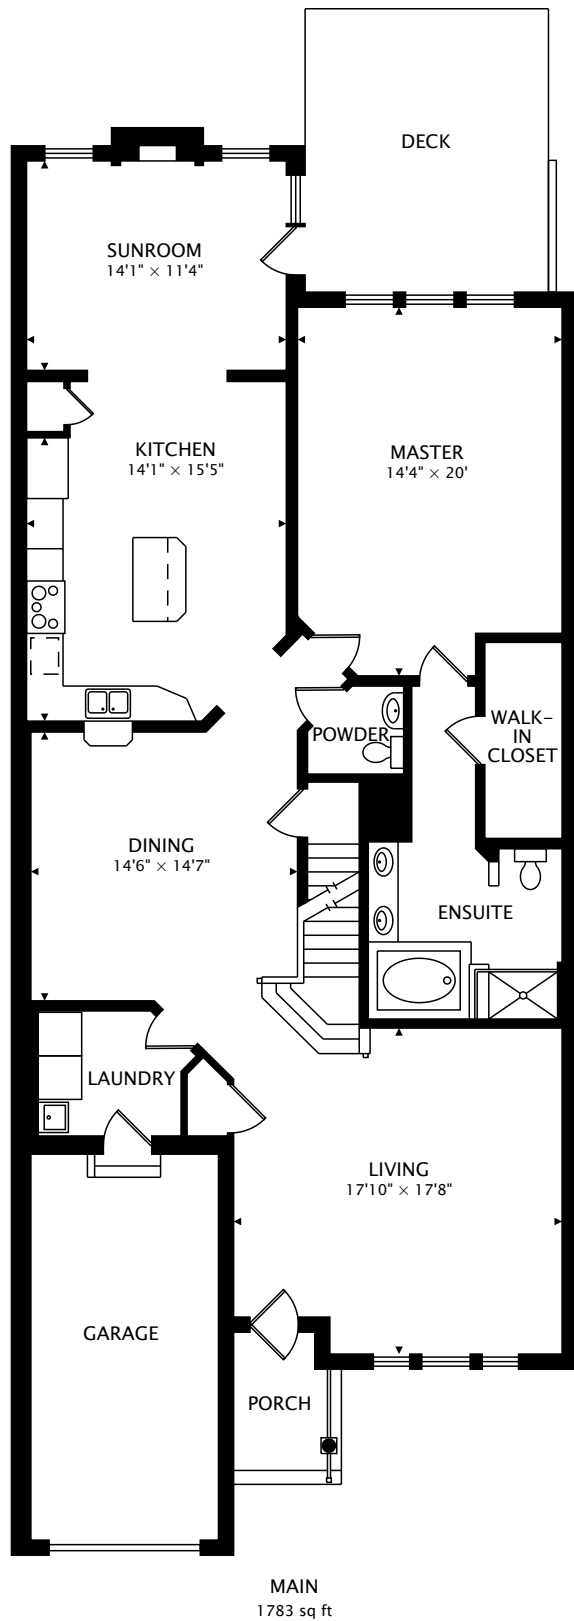 DECK
SUNROOM
14'1" × 11'4"
KITCHEN
14'1" × 15'5"
MASTER
14'4" × 20'
POWDER
WALK-
IN
CLOSET
DINING
14'6" × 14'7"
ENSUITE
LAUNDRY
LIVING
17'10" × 17'8"
GARAGE
PORCH
MAIN
1783 sq ft